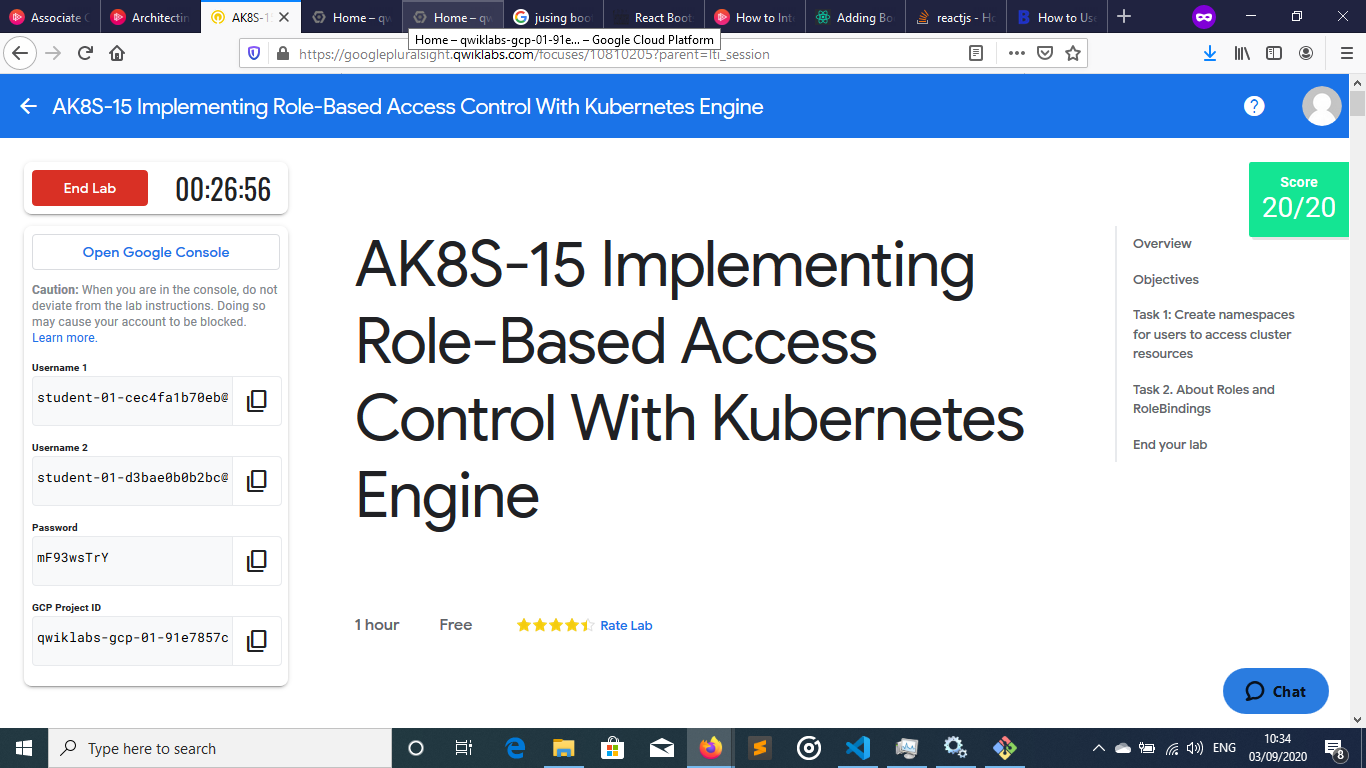 Associate C
Architectin
AK8S-1
Home – qw
Home – qw
jusing boot
React Boots
How to Int
Adding Bo
reactjs - Ho
How to Use
Home – qwiklabs-gcp-01-91e... – Google Cloud Platform
https://googlepluralsight.qwiklabs.com/focuses/10810205?parent=lti_session
AK8S-15 Implementing Role-Based Access Control With Kubernetes Engine
End Lab
00:26:56
Score
20/20
Open Google Console
Caution: When you are in the console, do not
deviate from the lab instructions. Doing so
may cause your account to be blocked.
Learn more.
Username 1
student-01-cec4fa1b70eb@
Username 2
student-01-d3bae0b0b2bc@
Password
mF93wsTrY
GCP Project ID
qwiklabs-gcp-01-91e7857c
AK8S-15 Implementing
Role-Based Access
Control With Kubernetes
Engine
1 hour
Free
Rate Lab
Overview
Objectives
Task 1: Create namespaces
for users to access cluster
resources
Task 2. About Roles and
RoleBindings
End your lab
Chat
Type here to search
ENG
10:34
03/09/2020
8